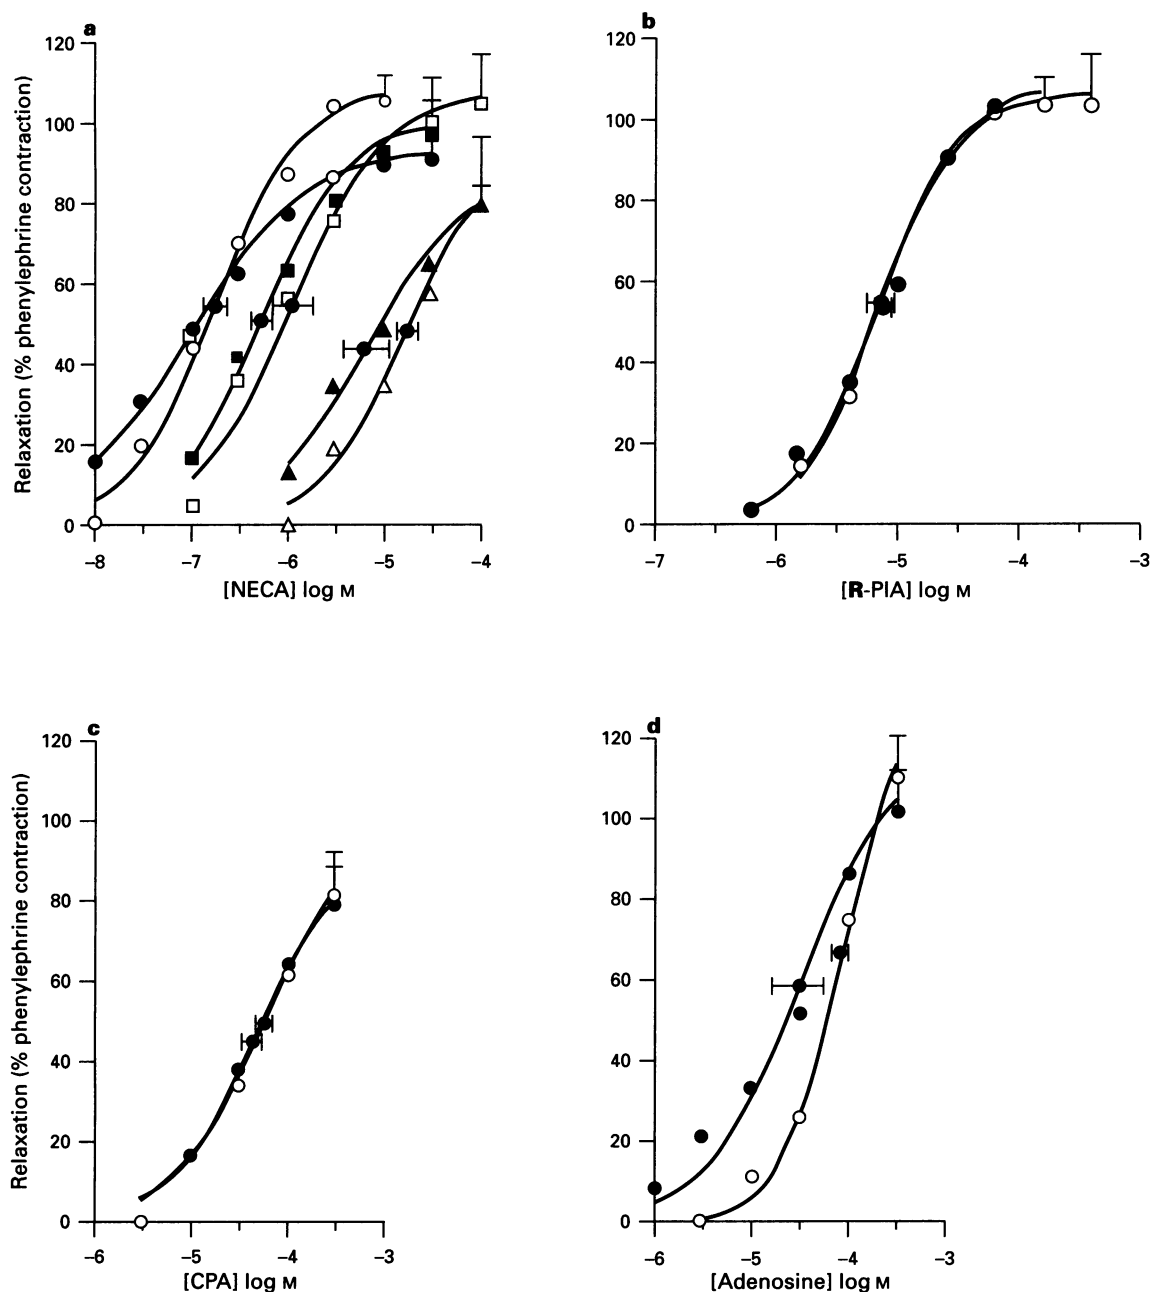 a
Relaxation (% phenylephrine contraction)
120
100
80
60
40
20
0
–8 –7 –6 –5 –4
[NECA] log M
b
120
100
80
60
40
20
0
–7 –6 –5 –4 –3
[R-PIA] log M
c
Relaxation (% phenylephrine contraction)
120
100
80
60
40
20
0
–6 –5 –4 –3
[CPA] log M
d
120
100
80
60
40
20
0
–6 –5 –4 –3
[Adenosine] log M